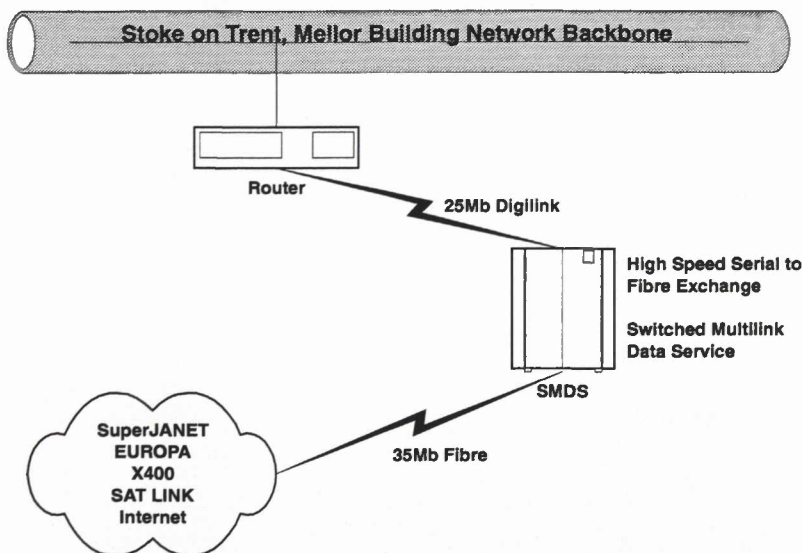 Stoke on Trent, Mellor Building Network Backbone
Router
25Mb Digilink
High Speed Serial to
Fibre Exchange
Switched Multilink
Data Service
SMDS
35Mb Fibre
SuperJANET
EUROPA
X400
SAT LINK
Internet